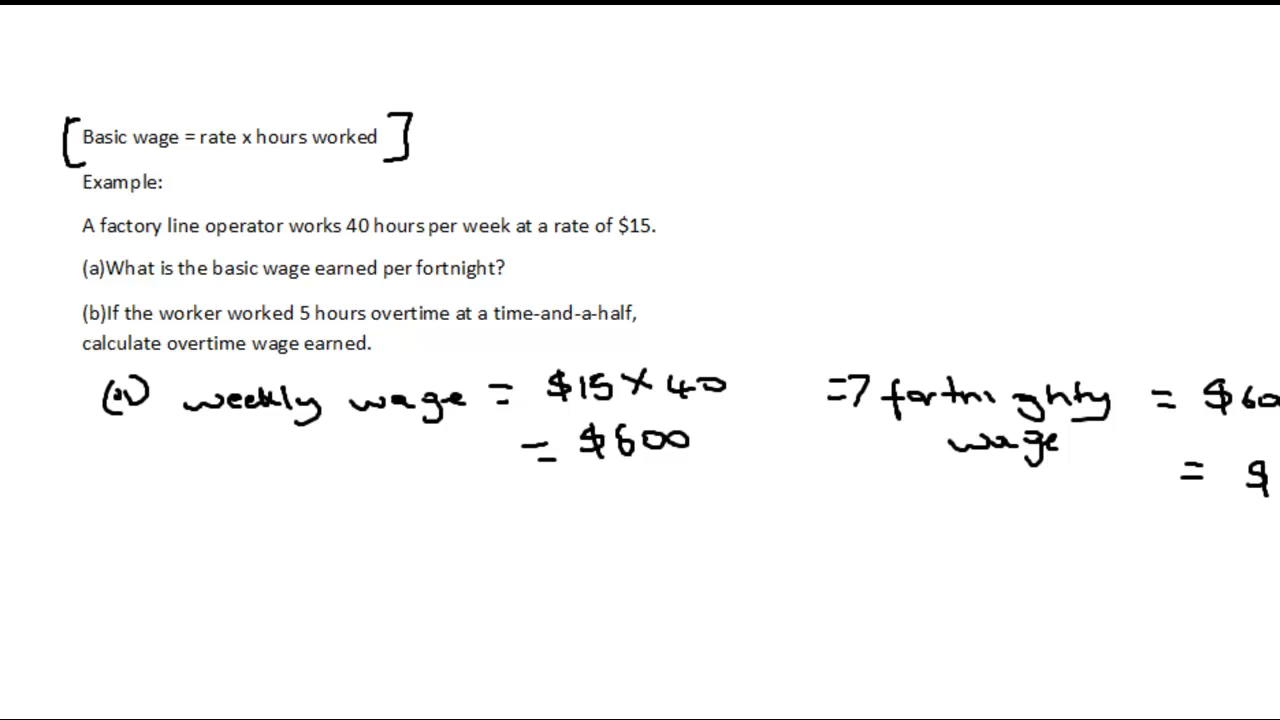 [Basic wage = rate x hours worked]
Example:
A factory line operator works 40 hours per week at a rate of $15.
(a)What is the basic wage earned per fortnight?
(b)If the worker worked 5 hours overtime at a time-and-a-half,
calculate overtime wage earned.
(a) weekly wage = $15 × 40 => fortnighty = $60
= $600 wage
= $